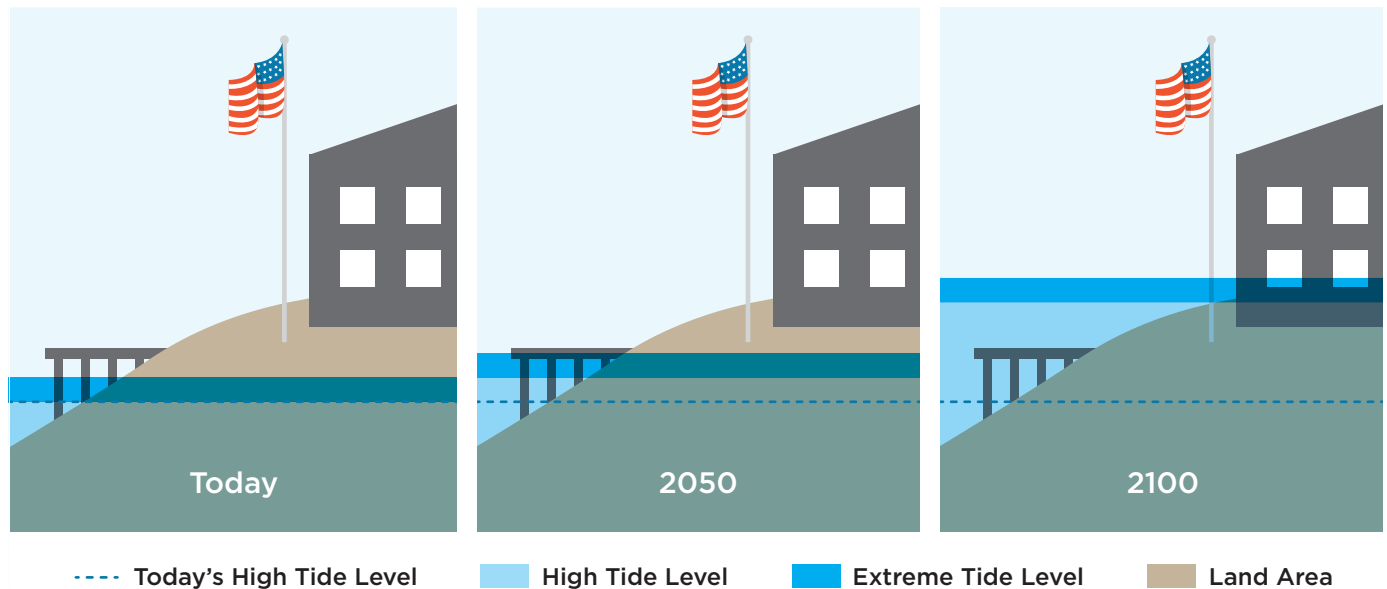 Today
2050
2100
Today's High Tide Level
High Tide Level
Extreme Tide Level
Land Area